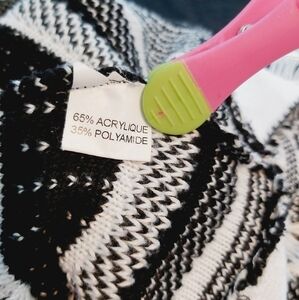 65% ACRYLIQUE
35% POLYAMIDE